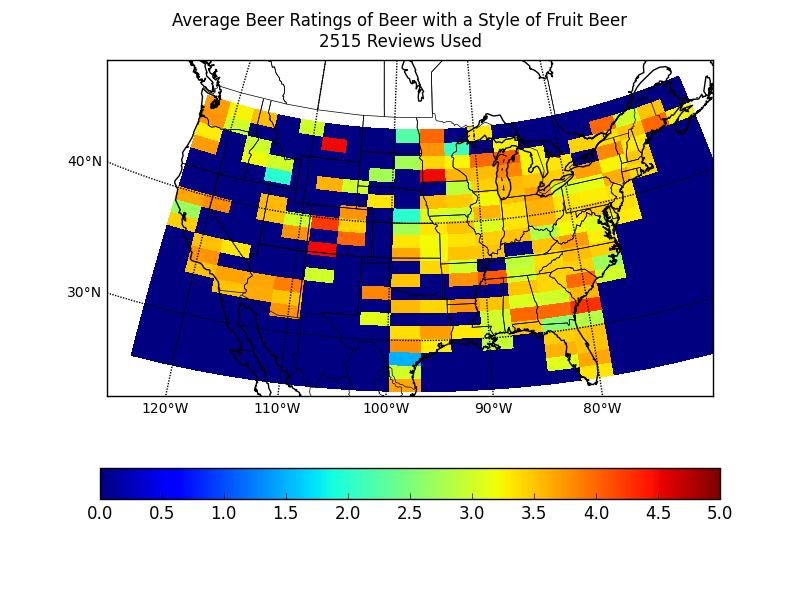 Average Beer Ratings of Beer with a Style of Fruit Beer
2515 Reviews Used
40°N
30°N
120°W 110°W 100°W 90°W 80°W
0.0 0.5 1.0 1.5 2.0 2.5 3.0 3.5 4.0 4.5 5.0